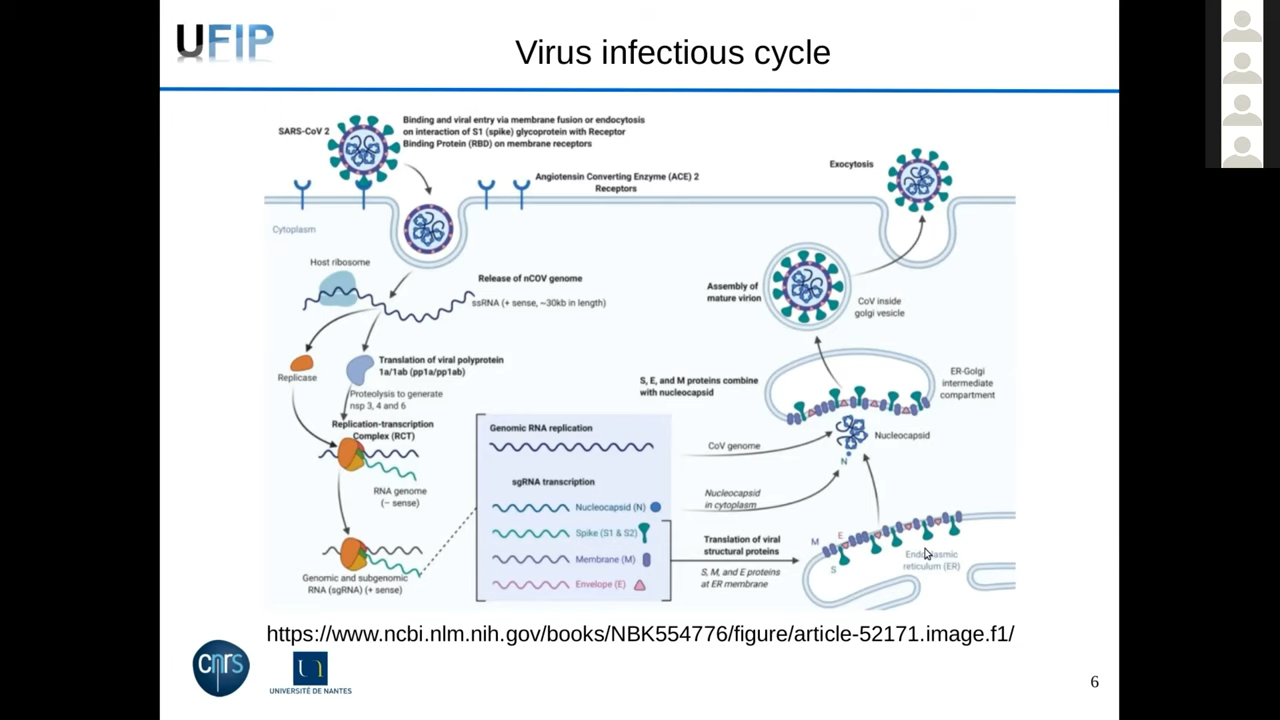 UFIP
Virus infectious cycle
SARS-CoV 2
Binding and viral entry via membrane fusion or endocytosis
on interaction of S1 (spike) glycoprotein with Receptor
Binding Protein (RBD) on membrane receptors
Angiotensin Converting Enzyme (ACE) 2
Receptors
Exocytosis
Cytoplasm
Host ribosome
Release of nCOV genome
ssRNA (+ sense, ~30kb in length)
Assembly of
mature virion
CoV inside
golgi vesicle
Replicase
Translation of viral polyprotein
1a/1ab (pp1a/pp1ab)
Proteolysis to generate
nsp 3, 4 and 6
Replication-transcription
Complex (RCT)
RNA genome
(− sense)
Genomic and subgenomic
RNA (sgRNA) (+ sense)
Genomic RNA replication
sgRNA transcription
Nucleocapsid (N)
Spike (S1 & S2)
Membrane (M)
Envelope (E)
S, E, and M proteins combine
with nucleocapsid
ER-Golgi
intermediate
compartment
CoV genome
Nucleocapsid
N
Nucleocapsid
in cytoplasm
Translation of viral
structural proteins
S, M, and E proteins
at ER membrane
M
E
S
reticulum (ER)
https://www.ncbi.nlm.nih.gov/books/NBK554776/figure/article-52171.image.f1/
cnrs
UNIVERSITÉ DE NANTES
6